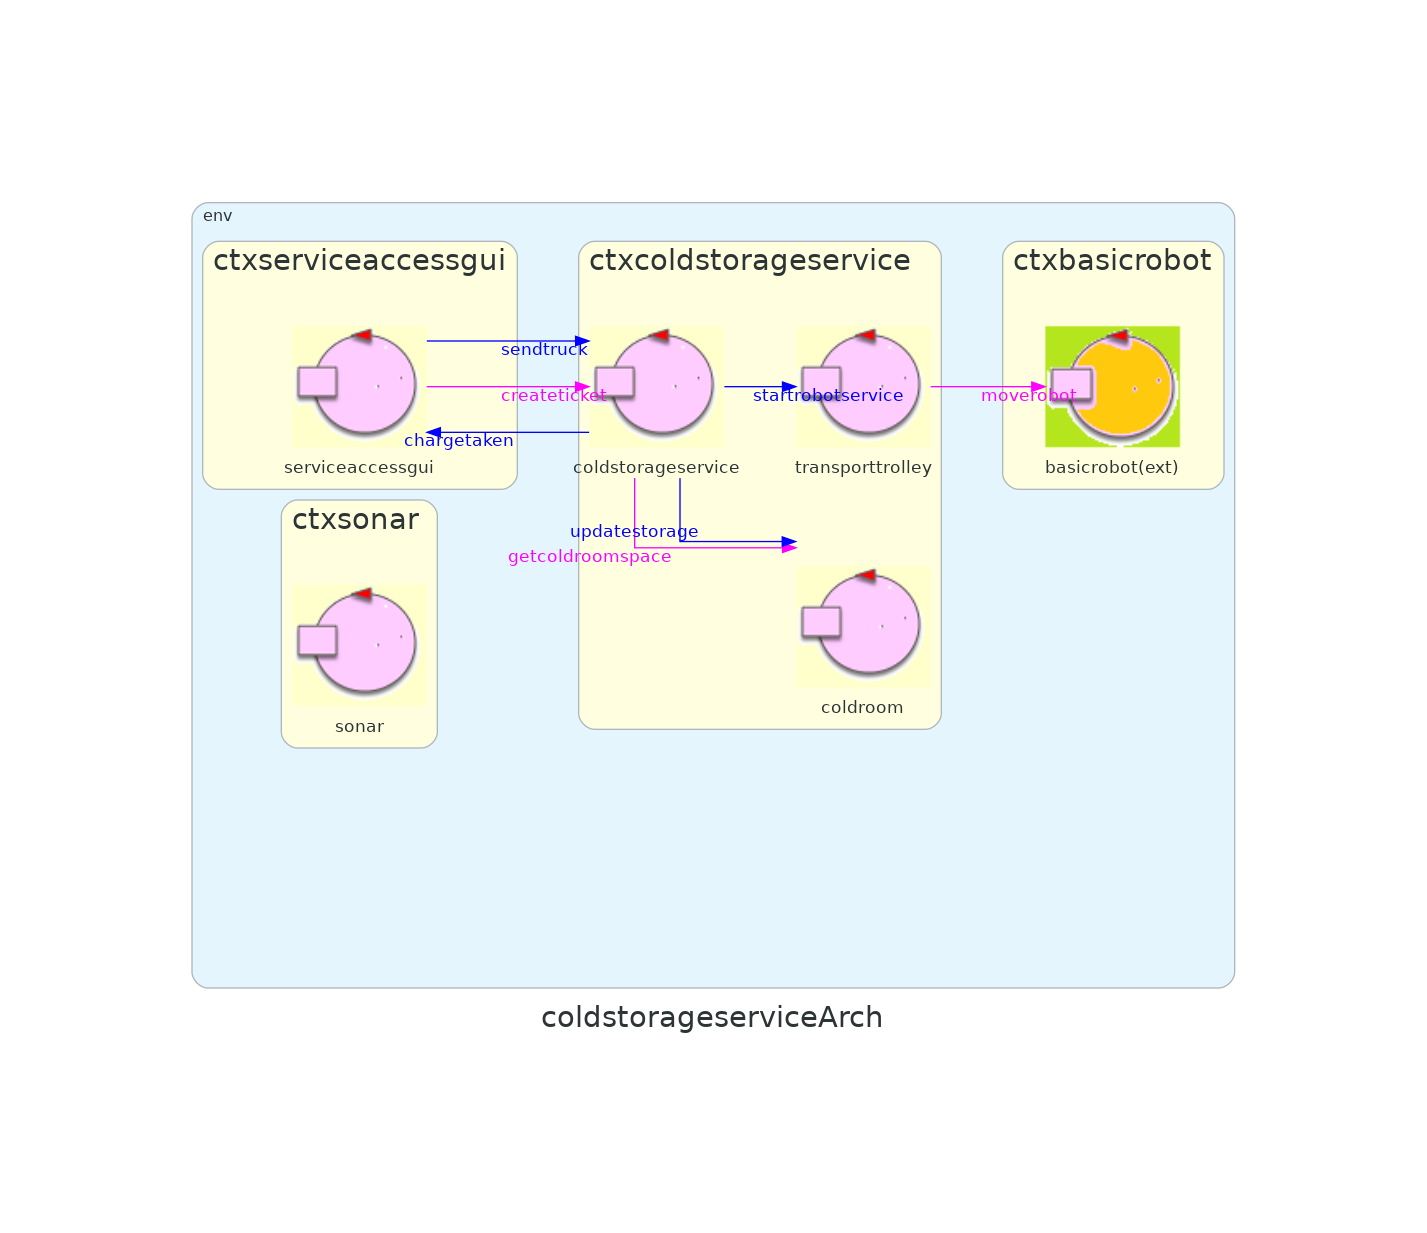 env
ctxserviceaccessgui
ctxcoldstorageservice
ctxbasicrobot
sendtruck
createticket
startrobotservice
moverobot
chargetaken
serviceaccessgui
coldstorageservice
transporttrolley
basicrobot(ext)
ctxsonar
updatestorage
getcoldroomspace
coldroom
sonar
coldstorageserviceArch